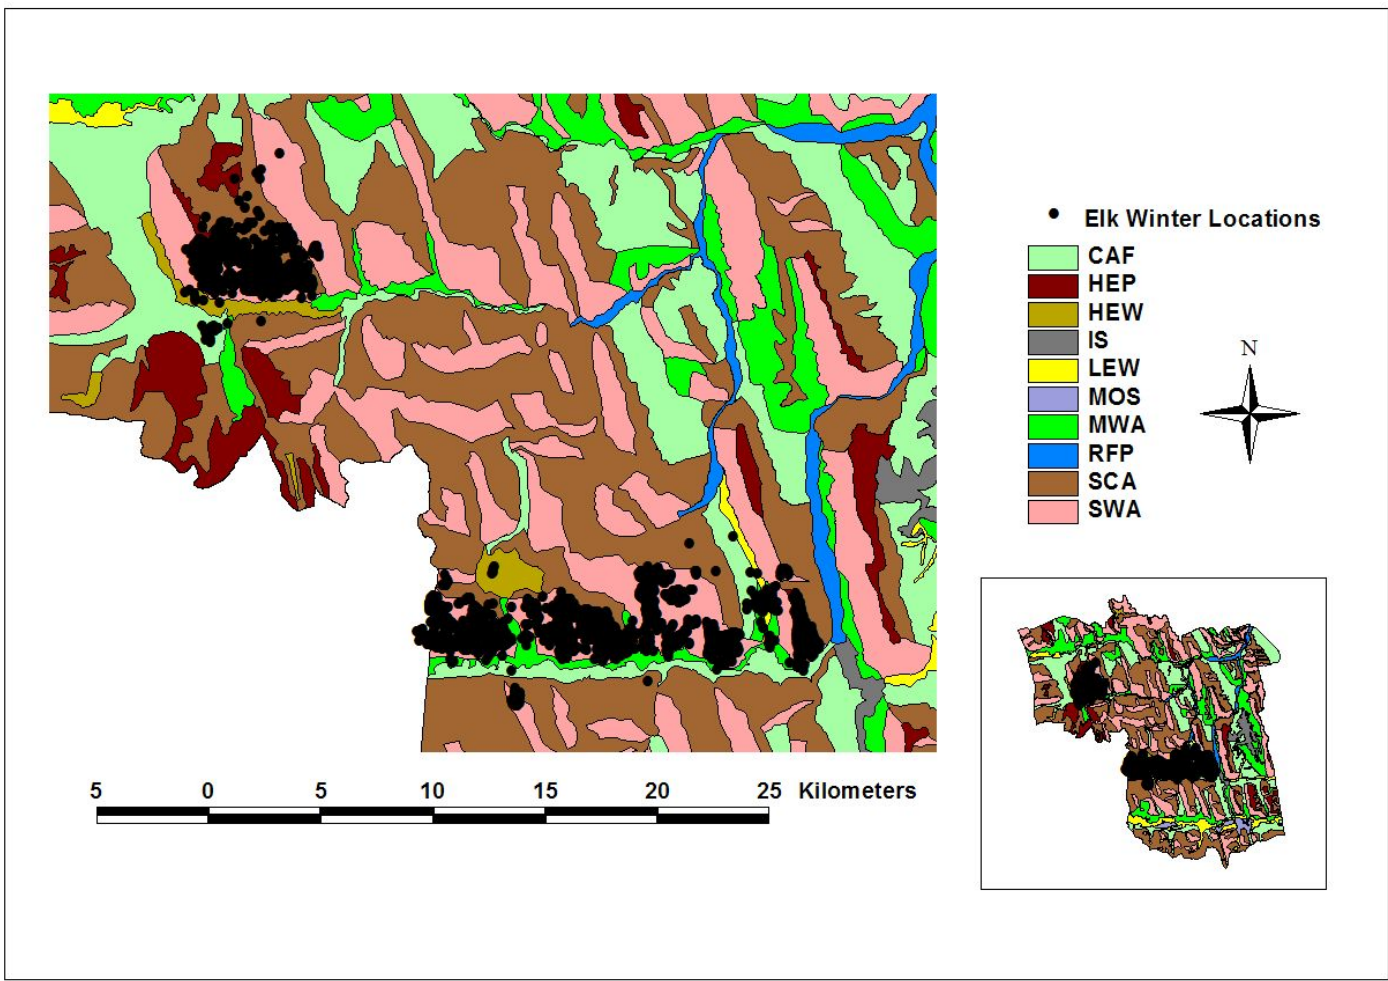 Elk Winter Locations
CAF
HEP
HEW
IS
LEW
MOS
MWA
RFP
SCA
SWA
N
5 0 5 10 15 20 25 Kilometers